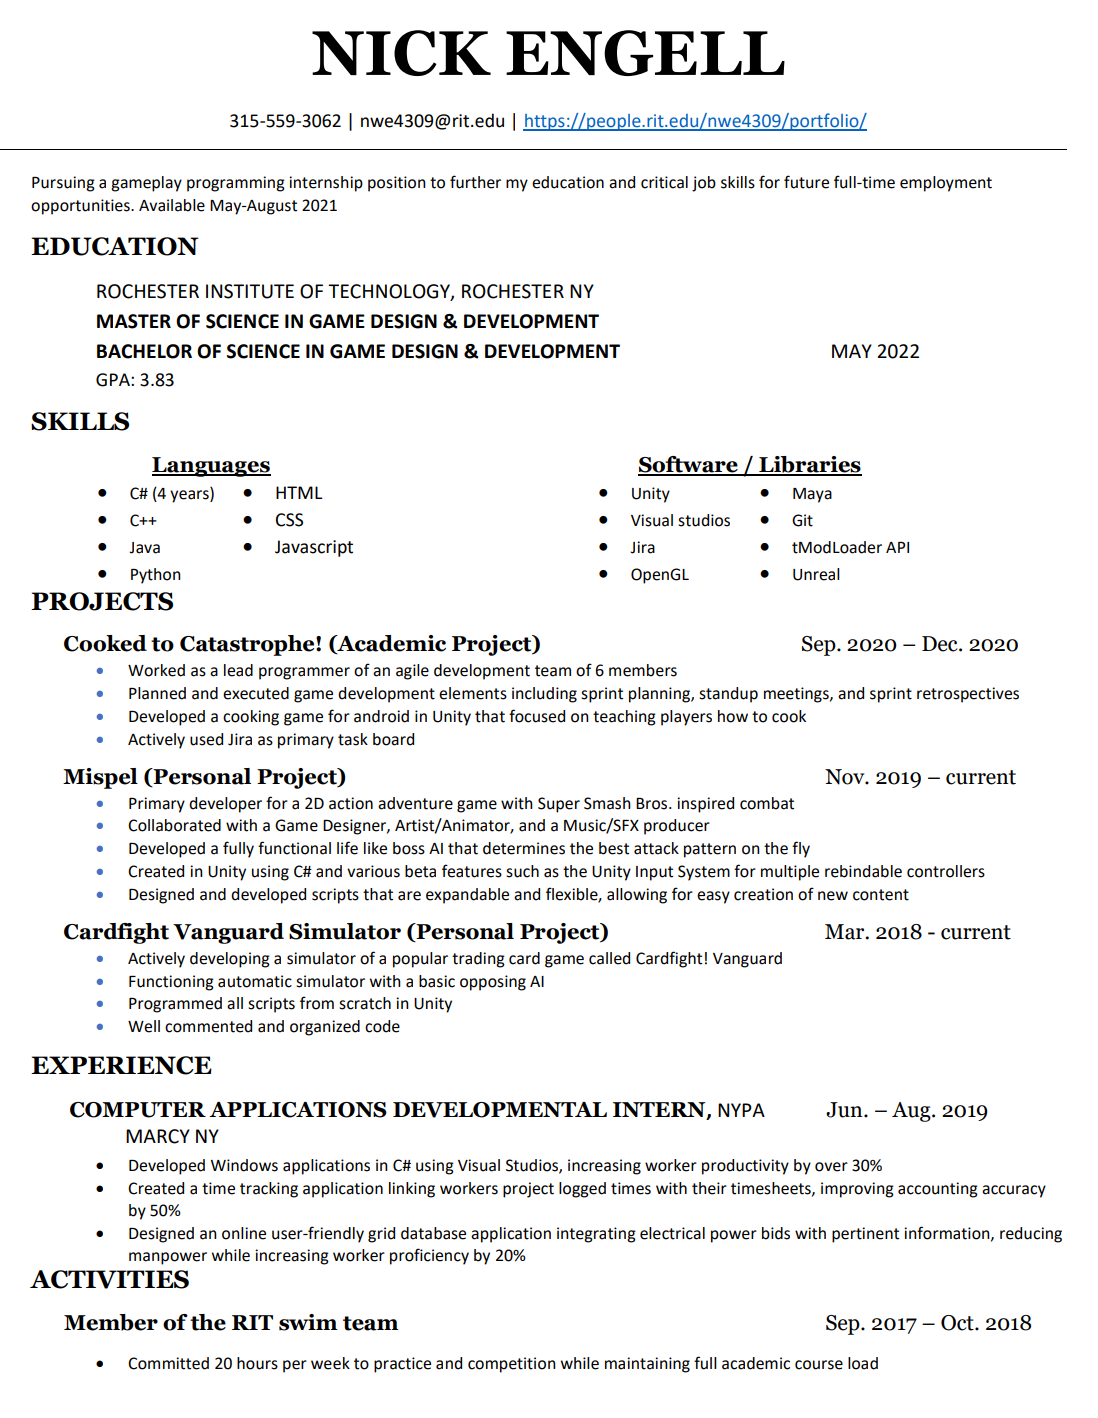 NICK ENGELL
315-559-3062 | nwe4309@rit.edu | https://people.rit.edu/nwe4309/portfolio/
Pursuing a gameplay programming internship position to further my education and critical job skills for future full-time employment
opportunities. Available May-August 2021
EDUCATION
ROCHESTER INSTITUTE OF TECHNOLOGY, ROCHESTER NY
MASTER OF SCIENCE IN GAME DESIGN & DEVELOPMENT
BACHELOR OF SCIENCE IN GAME DESIGN & DEVELOPMENT MAY 2022
GPA: 3.83
SKILLS
Languages Software / Libraries
• C# (4 years) • HTML • Unity • Maya
• C++ • CSS • Visual studios • Git
• Java • Javascript • Jira • tModLoader API
• Python • OpenGL • Unreal
PROJECTS
Cooked to Catastrophe! (Academic Project) Sep. 2020 – Dec. 2020
• Worked as a lead programmer of an agile development team of 6 members
• Planned and executed game development elements including sprint planning, standup meetings, and sprint retrospectives
• Developed a cooking game for android in Unity that focused on teaching players how to cook
• Actively used Jira as primary task board
Mispel (Personal Project) Nov. 2019 – current
• Primary developer for a 2D action adventure game with Super Smash Bros. inspired combat
• Collaborated with a Game Designer, Artist/Animator, and a Music/SFX producer
• Developed a fully functional life like boss AI that determines the best attack pattern on the fly
• Created in Unity using C# and various beta features such as the Unity Input System for multiple rebindable controllers
• Designed and developed scripts that are expandable and flexible, allowing for easy creation of new content
Cardfight Vanguard Simulator (Personal Project) Mar. 2018 - current
• Actively developing a simulator of a popular trading card game called Cardfight! Vanguard
• Functioning automatic simulator with a basic opposing AI
• Programmed all scripts from scratch in Unity
• Well commented and organized code
EXPERIENCE
COMPUTER APPLICATIONS DEVELOPMENTAL INTERN, NYPA Jun. – Aug. 2019
MARCY NY
• Developed Windows applications in C# using Visual Studios, increasing worker productivity by over 30%
• Created a time tracking application linking workers project logged times with their timesheets, improving accounting accuracy
by 50%
• Designed an online user-friendly grid database application integrating electrical power bids with pertinent information, reducing
manpower while increasing worker proficiency by 20%
ACTIVITIES
Member of the RIT swim team Sep. 2017 – Oct. 2018
• Committed 20 hours per week to practice and competition while maintaining full academic course load